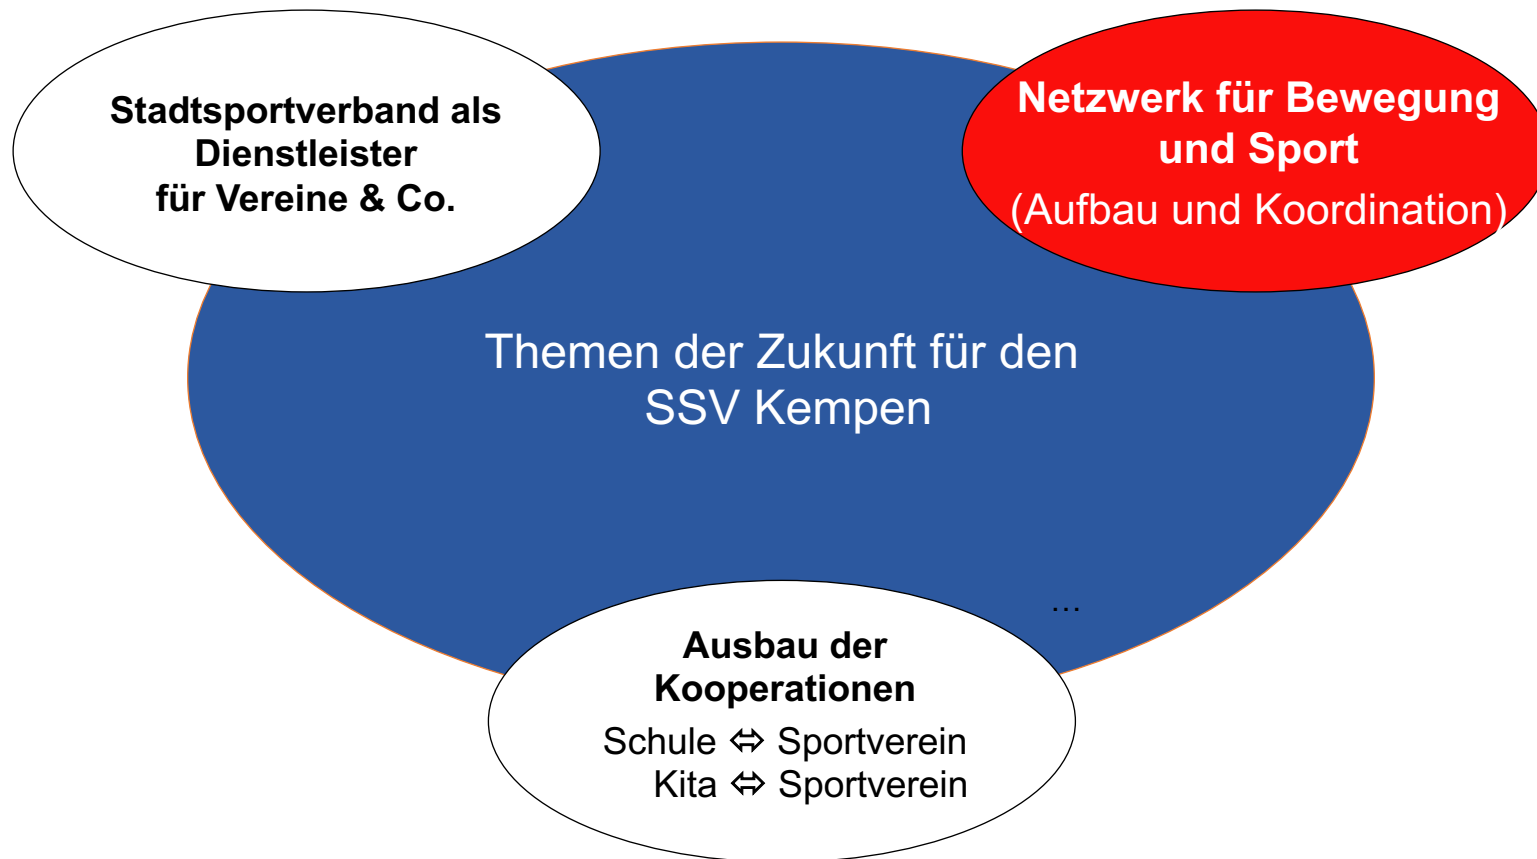 Stadtsportverband als
Dienstleister
für Vereine & Co.
Netzwerk für Bewegung
und Sport
(Aufbau und Koordination)
Themen der Zukunft für den
SSV Kempen
...
Ausbau der
Kooperationen
Schule ⬄ Sportverein
Kita ⬄ Sportverein